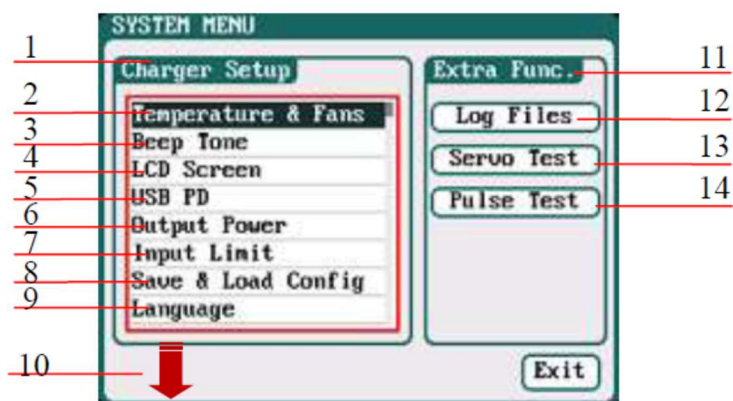 SYSTEM MENU
1 Charger Setup
2 Temperature & Fans
3 Beep Tone
4 LCD Screen
5 USB PD
6 Output Power
7 Input Limit
8 Save & Load Config
9 Language
10
Extra Func. 11
Log Files 12
Servo Test 13
Pulse Test 14
Exit